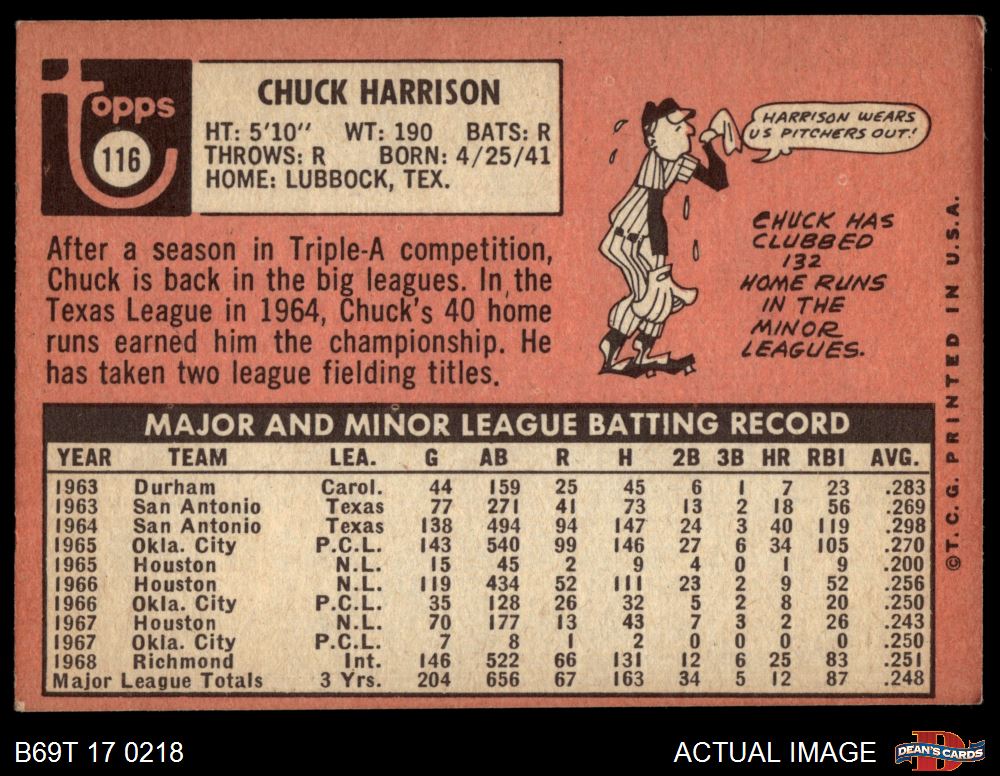 Topps
116
CHUCK HARRISON
HT: 5'10" WT: 190 BATS: R
THROWS: R BORN: 4/25/41
HOME: LUBBOCK, TEX.
HARRISON WEARS
US PITCHERS OUT!
CHUCK HAS
CLUBBED
132
HOME RUNS
IN THE
MINOR
LEAGUES.
After a season in Triple-A competition,
Chuck is back in the big leagues. In the
Texas League in 1964, Chuck's 40 home
runs earned him the championship. He
has taken two league fielding titles.
MAJOR AND MINOR LEAGUE BATTING RECORD
YEAR TEAM LEA. G AB R H 2B 3B HR RBI AVG.
1963 Durham Carol. 44 159 25 45 6 1 7 23 .283
1963 San Antonio Texas 77 271 41 73 13 2 18 56 .269
1964 San Antonio Texas 138 494 94 147 24 3 40 119 .298
1965 Okla. City P.C.L. 143 540 99 146 27 6 34 105 .270
1965 Houston N.L. 15 45 2 9 4 0 1 9 .200
1966 Houston N.L. 119 434 52 111 23 2 9 52 .256
1966 Okla. City P.C.L. 35 128 26 32 5 2 8 20 .250
1967 Houston N.L. 70 177 13 43 7 3 2 26 .243
1967 Okla. City P.C.L. 7 8 1 2 0 0 0 0 .250
1968 Richmond Int. 146 522 66 131 12 6 25 83 .251
Major League Totals 3 Yrs. 204 656 67 163 34 5 12 87 .248
©T.C.G. PRINTED IN U.S.A.
B69T 17 0218
ACTUAL IMAGE
DEAN'S CARDS